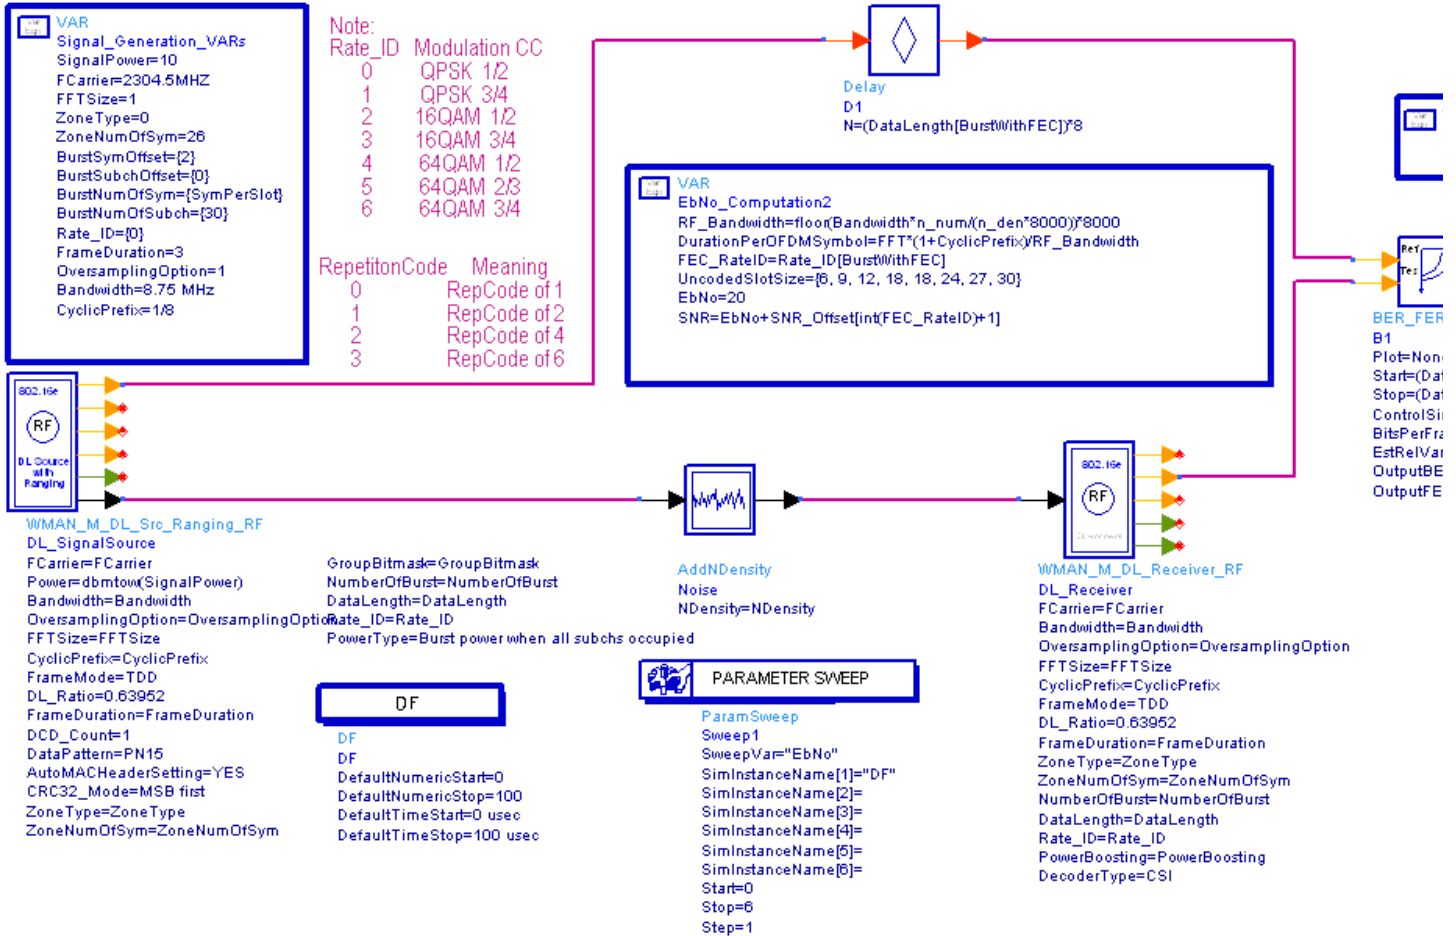 VAR
Signal_Generation_VARs
SignalPower=10
FCarrier=2304.5MHZ
FFTSize=1
ZoneType=0
ZoneNumOfSym=26
BurstSymOffset={2}
BurstSubchOffset={0}
BurstNumOfSym={SymPerSlot}
BurstNumOfSubch={30}
Rate_ID={0}
FrameDuration=3
OversamplingOption=1
Bandwidth=8.75 MHz
CyclicPrefix=1/8
Note:
Rate_ID Modulation CC
0 QPSK 1/2
1 QPSK 3/4
2 16QAM 1/2
3 16QAM 3/4
4 64QAM 1/2
5 64QAM 2/3
6 64QAM 3/4
RepetitonCode Meaning
0 RepCode of 1
1 RepCode of 2
2 RepCode of 4
3 RepCode of 6
Delay
D1
N=(DataLength[BurstWithFEC])*8
VAR
EbNo_Computation2
RF_Bandwidth=floor(Bandwidth*n_num/(n_den*8000))*8000
DurationPerOFDMSymbol=FFT*(1+CyclicPrefix)/RF_Bandwidth
FEC_RateID=Rate_ID[BurstWithFEC]
UncodedSlotSize={6, 9, 12, 18, 18, 24, 27, 30}
EbNo=20
SNR=EbNo+SNR_Offset[int(FEC_RateID)+1]
Ref
Tes
BER_FER
B1
Plot=None
Start=(Dat
Stop=(Dat
ControlSim
BitsPerFra
EstRelVar
OutputBE
OutputFE
802.16e
RF
DL Source
with
Ranging
WMAN_M_DL_Src_Ranging_RF
DL_SignalSource
FCarrier=FCarrier
Power=dbmtow(SignalPower)
Bandwidth=Bandwidth
OversamplingOption=OversamplingOption
FFTSize=FFTSize
CyclicPrefix=CyclicPrefix
FrameMode=TDD
DL_Ratio=0.63952
FrameDuration=FrameDuration
DCD_Count=1
DataPattern=PN15
AutoMACHeaderSetting=YES
CRC32_Mode=MSB first
ZoneType=ZoneType
ZoneNumOfSym=ZoneNumOfSym
GroupBitmask=GroupBitmask
NumberOfBurst=NumberOfBurst
DataLength=DataLength
Rate_ID=Rate_ID
PowerType=Burst power when all subchs occupied
DF
DF
DF
DefaultNumericStart=0
DefaultNumericStop=100
DefaultTimeStart=0 usec
DefaultTimeStop=100 usec
AddNDensity
Noise
NDensity=NDensity
PARAMETER SWEEP
ParamSweep
Sweep1
SweepVar="EbNo"
SimInstanceName[1]="DF"
SimInstanceName[2]=
SimInstanceName[3]=
SimInstanceName[4]=
SimInstanceName[5]=
SimInstanceName[6]=
Start=0
Stop=6
Step=1
802.16e
RF
WMAN_M_DL_Receiver_RF
DL_Receiver
FCarrier=FCarrier
Bandwidth=Bandwidth
OversamplingOption=OversamplingOption
FFTSize=FFTSize
CyclicPrefix=CyclicPrefix
FrameMode=TDD
DL_Ratio=0.63952
FrameDuration=FrameDuration
ZoneType=ZoneType
ZoneNumOfSym=ZoneNumOfSym
NumberOfBurst=NumberOfBurst
DataLength=DataLength
Rate_ID=Rate_ID
PowerBoosting=PowerBoosting
DecoderType=CSI